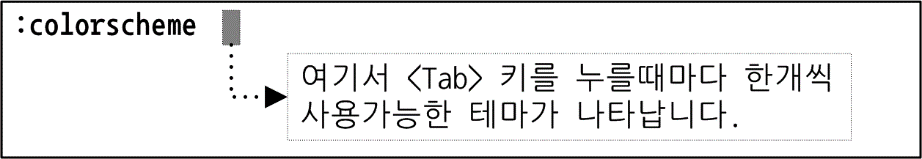 :colorscheme
여기서 <Tab> 키를 누를때마다 한개씩
사용가능한 테마가 나타납니다.